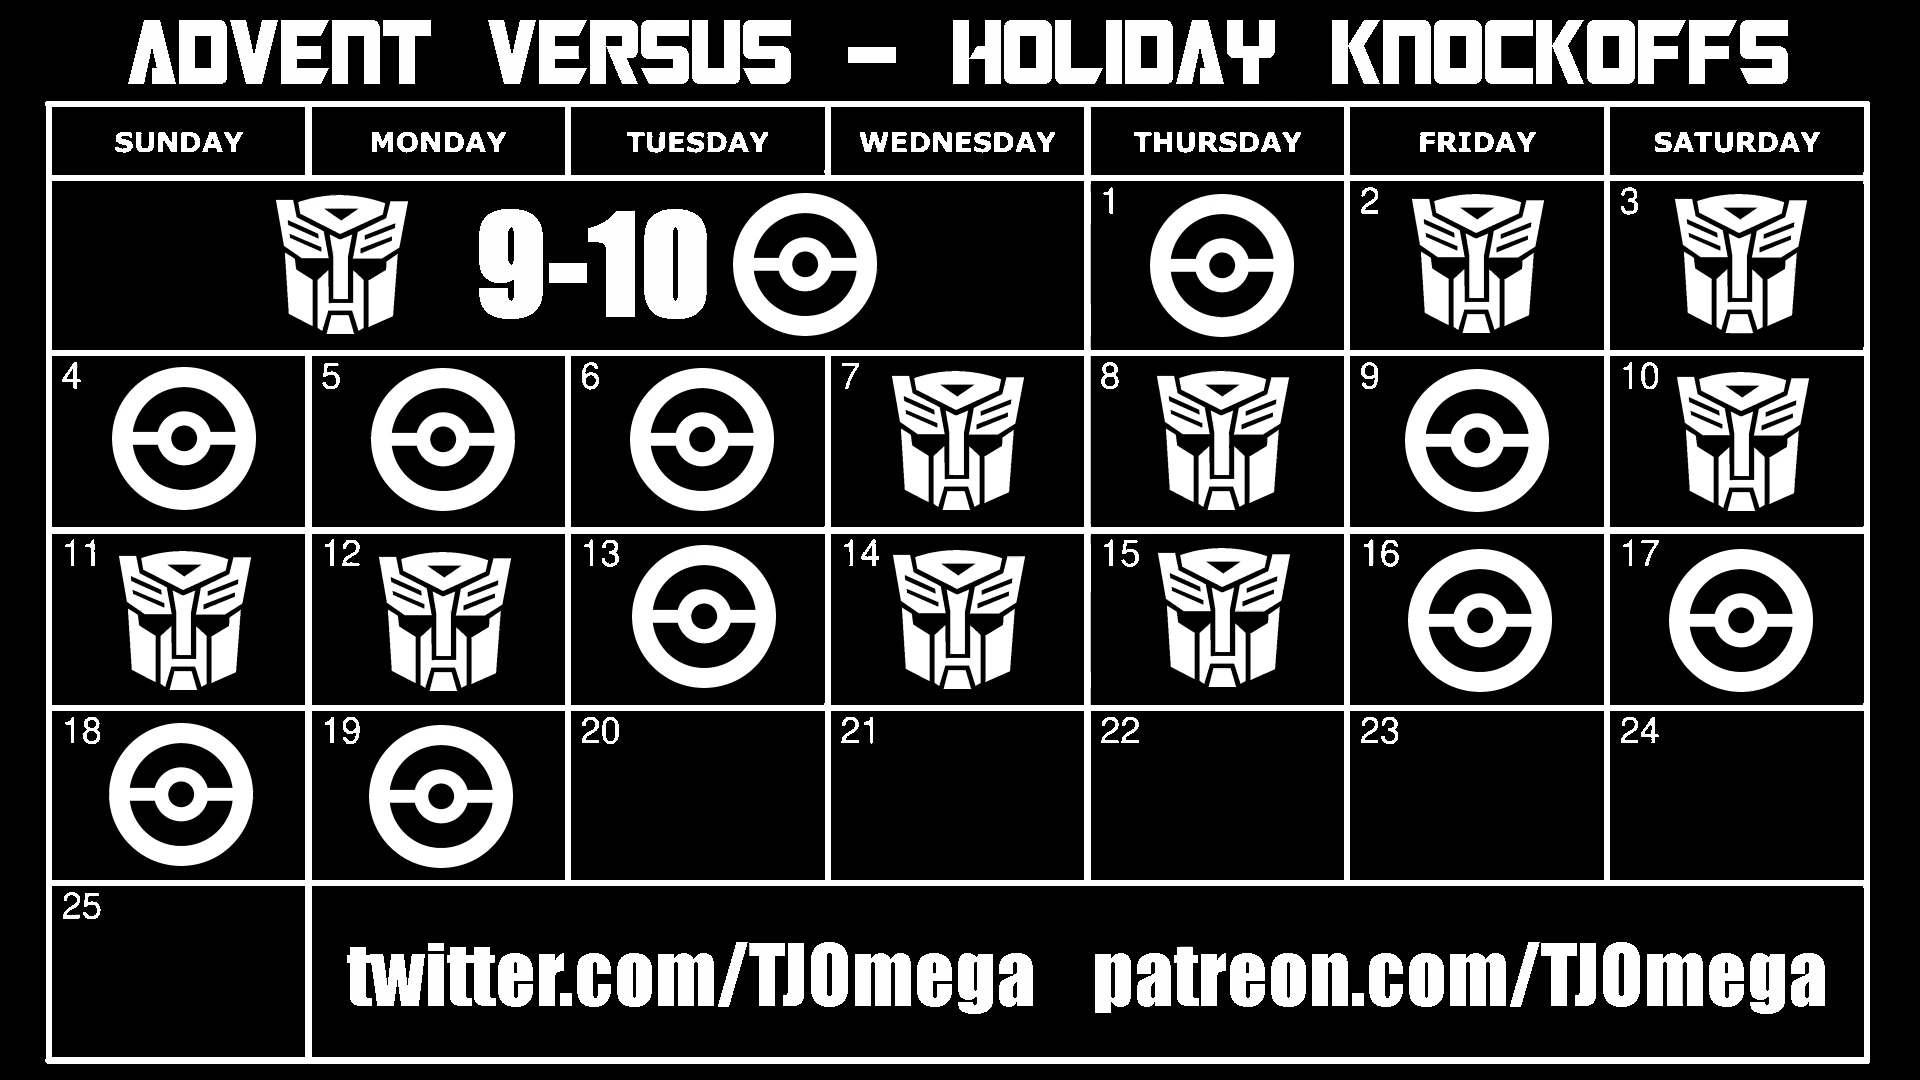 ADVENT VERSUS - HOLIDAY KNOCKOFFS
SUNDAY MONDAY TUESDAY WEDNESDAY THURSDAY FRIDAY SATURDAY
9-10 1 2 3
4 5 6 7 8 9 10
11 12 13 14 15 16 17
18 19 20 21 22 23 24
25
twitter.com/TJOmega patreon.com/TJOmega